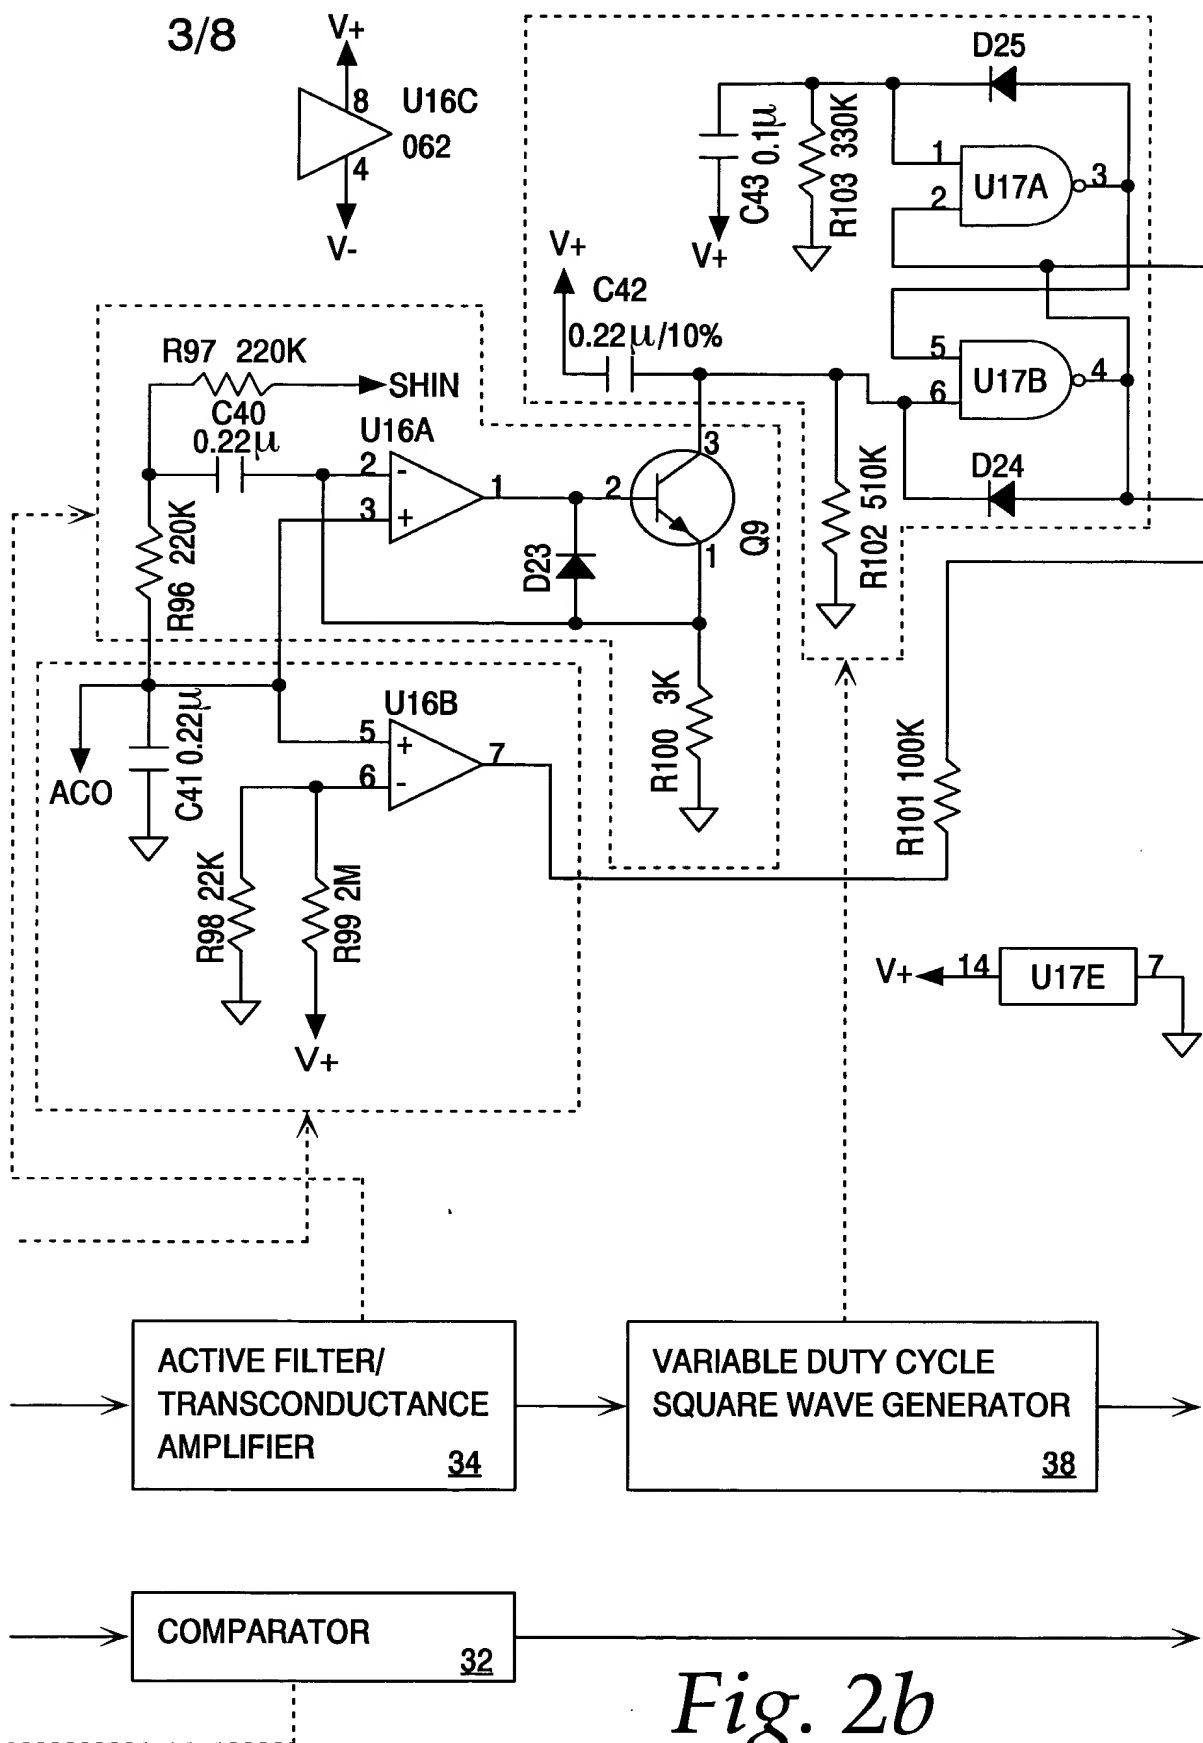 3/8
V+
8
U16C
062
4
V-
D25
C43 0.1µ
R103 330K
1
2
U17A
3
V+
V+
C42
0.22µ/10%
5
6
U17B
4
R97 220K
SHIN
C40
0.22µ
U16A
2
-
3
+
1
2
3
1
Q9
D24
R102 510K
R96 220K
D23
U16B
5
+
6
-
7
R100 3K
ACO
C41 0.22µ
R101 100K
R98 22K
R99 2M
V+
V+
14
U17E
7
ACTIVE FILTER/
TRANSCONDUCTANCE
AMPLIFIER
34
VARIABLE DUTY CYCLE
SQUARE WAVE GENERATOR
38
COMPARATOR
32
Fig. 2b